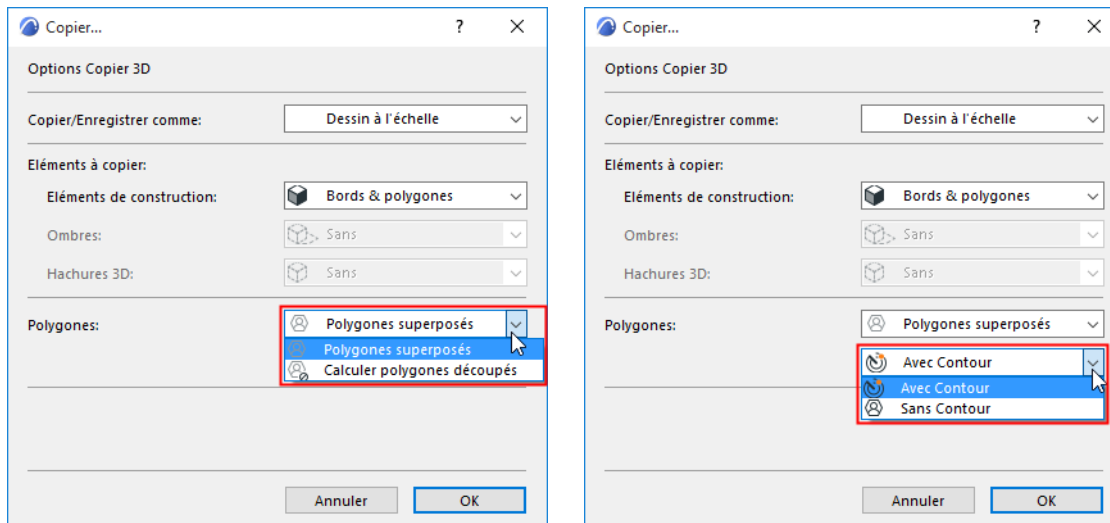 Copier... ?
Options Copier 3D
Copier/Enregistrer comme: Dessin à l'échelle
Eléments à copier:
Eléments de construction: Bords & polygones
Ombres: Sans
Hachures 3D: Sans
Polygones: Polygones superposés
Polygones superposés
Calculer polygones découpés
Annuler OK
Copier... ?
Options Copier 3D
Copier/Enregistrer comme: Dessin à l'échelle
Eléments à copier:
Eléments de construction: Bords & polygones
Ombres: Sans
Hachures 3D: Sans
Polygones: Polygones superposés
Avec Contour
Avec Contour
Sans Contour
Annuler OK